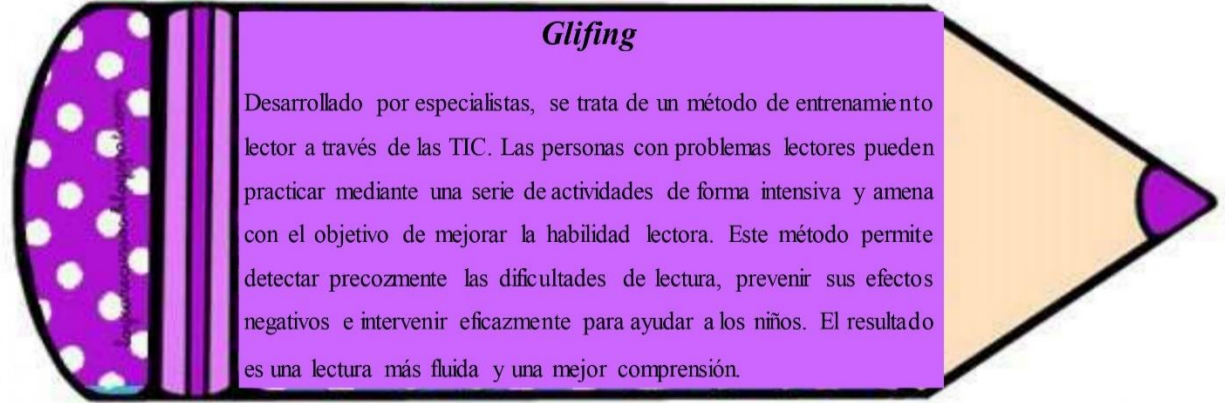 Glifing
Desarrollado por especialistas, se trata de un método de entrenamiento
lector a través de las TIC. Las personas con problemas lectores pueden
practicar mediante una serie de actividades de forma intensiva y amena
con el objetivo de mejorar la habilidad lectora. Este método permite
detectar precozmente las dificultades de lectura, prevenir sus efectos
negativos e intervenir eficazmente para ayudar a los niños. El resultado
es una lectura más fluida y una mejor comprensión.